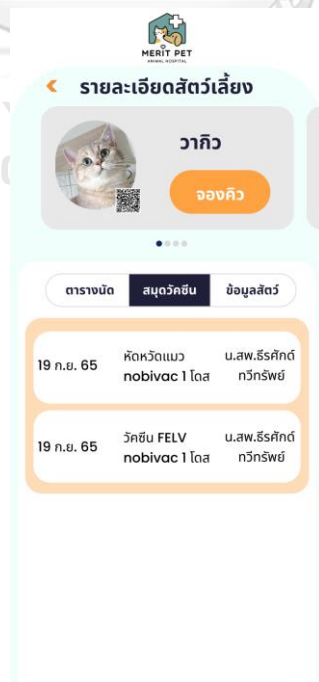 MERIT PET
ANIMAL HOSPITAL
รายละเอียดสัตว์เลี้ยง
วากิว
จองคิว
ตารางนัด สมุดวัคซีน ข้อมูลสัตว์
19 ก.ย. 65 หัดหวัดแมว น.สพ.ธีรศักดิ์
nobivac 1 โดส ทวีทรัพย์
19 ก.ย. 65 วัคซีน FELV น.สพ.ธีรศักดิ์
nobivac 1 โดส ทวีทรัพย์